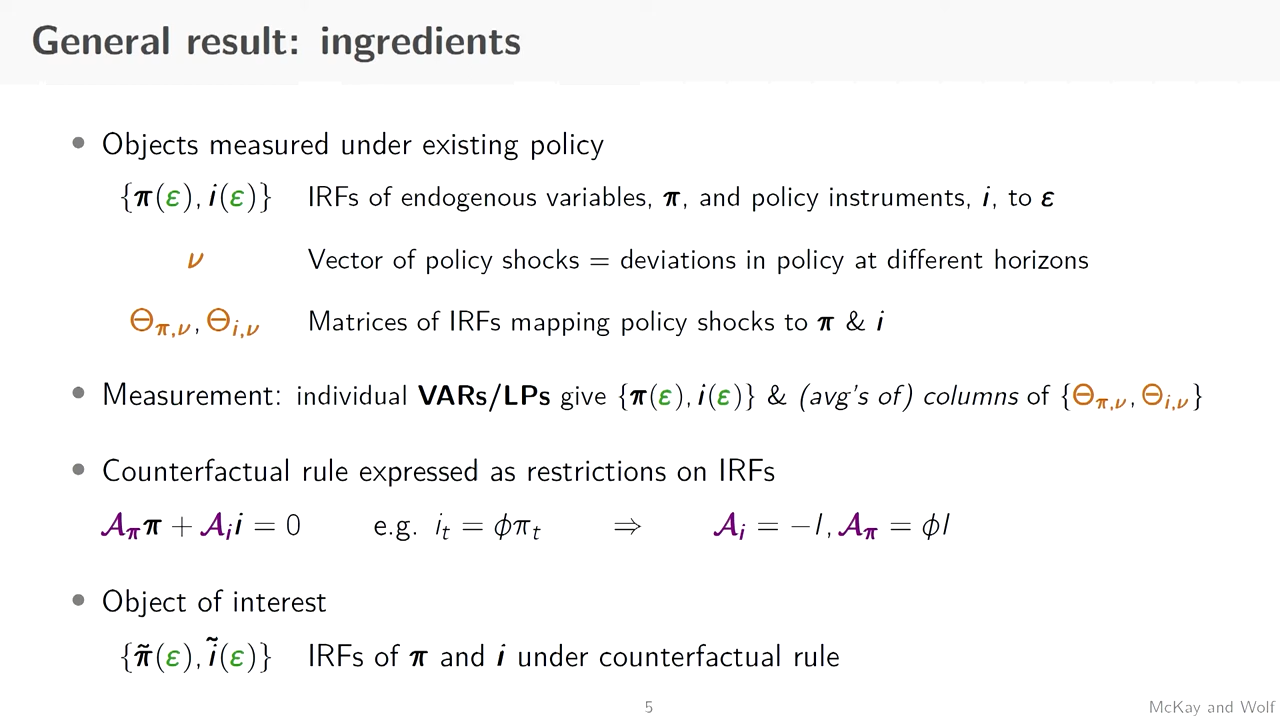 General result: ingredients
• Objects measured under existing policy
{π(ε), i(ε)} IRFs of endogenous variables, π, and policy instruments, i, to ε
ν Vector of policy shocks = deviations in policy at different horizons
Θπ,ν, Θi,ν Matrices of IRFs mapping policy shocks to π & i
• Measurement: individual VARs/LPs give {π(ε), i(ε)} & (avg's of) columns of {Θπ,ν, Θi,ν}
• Counterfactual rule expressed as restrictions on IRFs
𝒜ππ + 𝒜ii = 0 e.g. iₜ = ϕπₜ ⇒ 𝒜i = −I, 𝒜π = ϕI
• Object of interest
{π̃(ε), ĩ(ε)} IRFs of π and i under counterfactual rule
5
McKay and Wolf